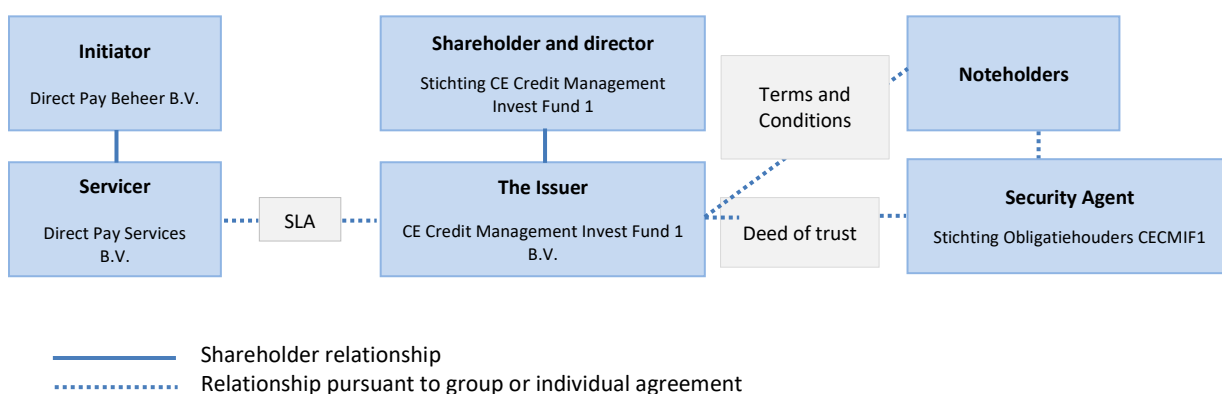 Initiator
Direct Pay Beheer B.V.
Shareholder and director
Stichting CE Credit Management
Invest Fund 1
Terms and
Conditions
Noteholders
Servicer
Direct Pay Services
B.V.
SLA
The Issuer
CE Credit Management Invest Fund 1
B.V.
Deed of trust
Security Agent
Stichting Obligatiehouders CECMIF1
Shareholder relationship
Relationship pursuant to group or individual agreement